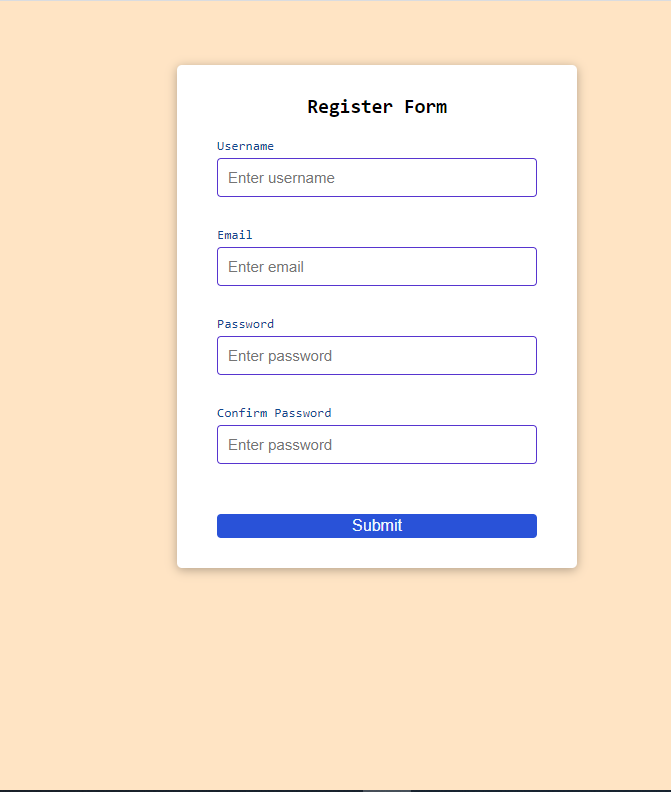 Register Form
Username
Enter username
Email
Enter email
Password
Enter password
Confirm Password
Enter password
Submit